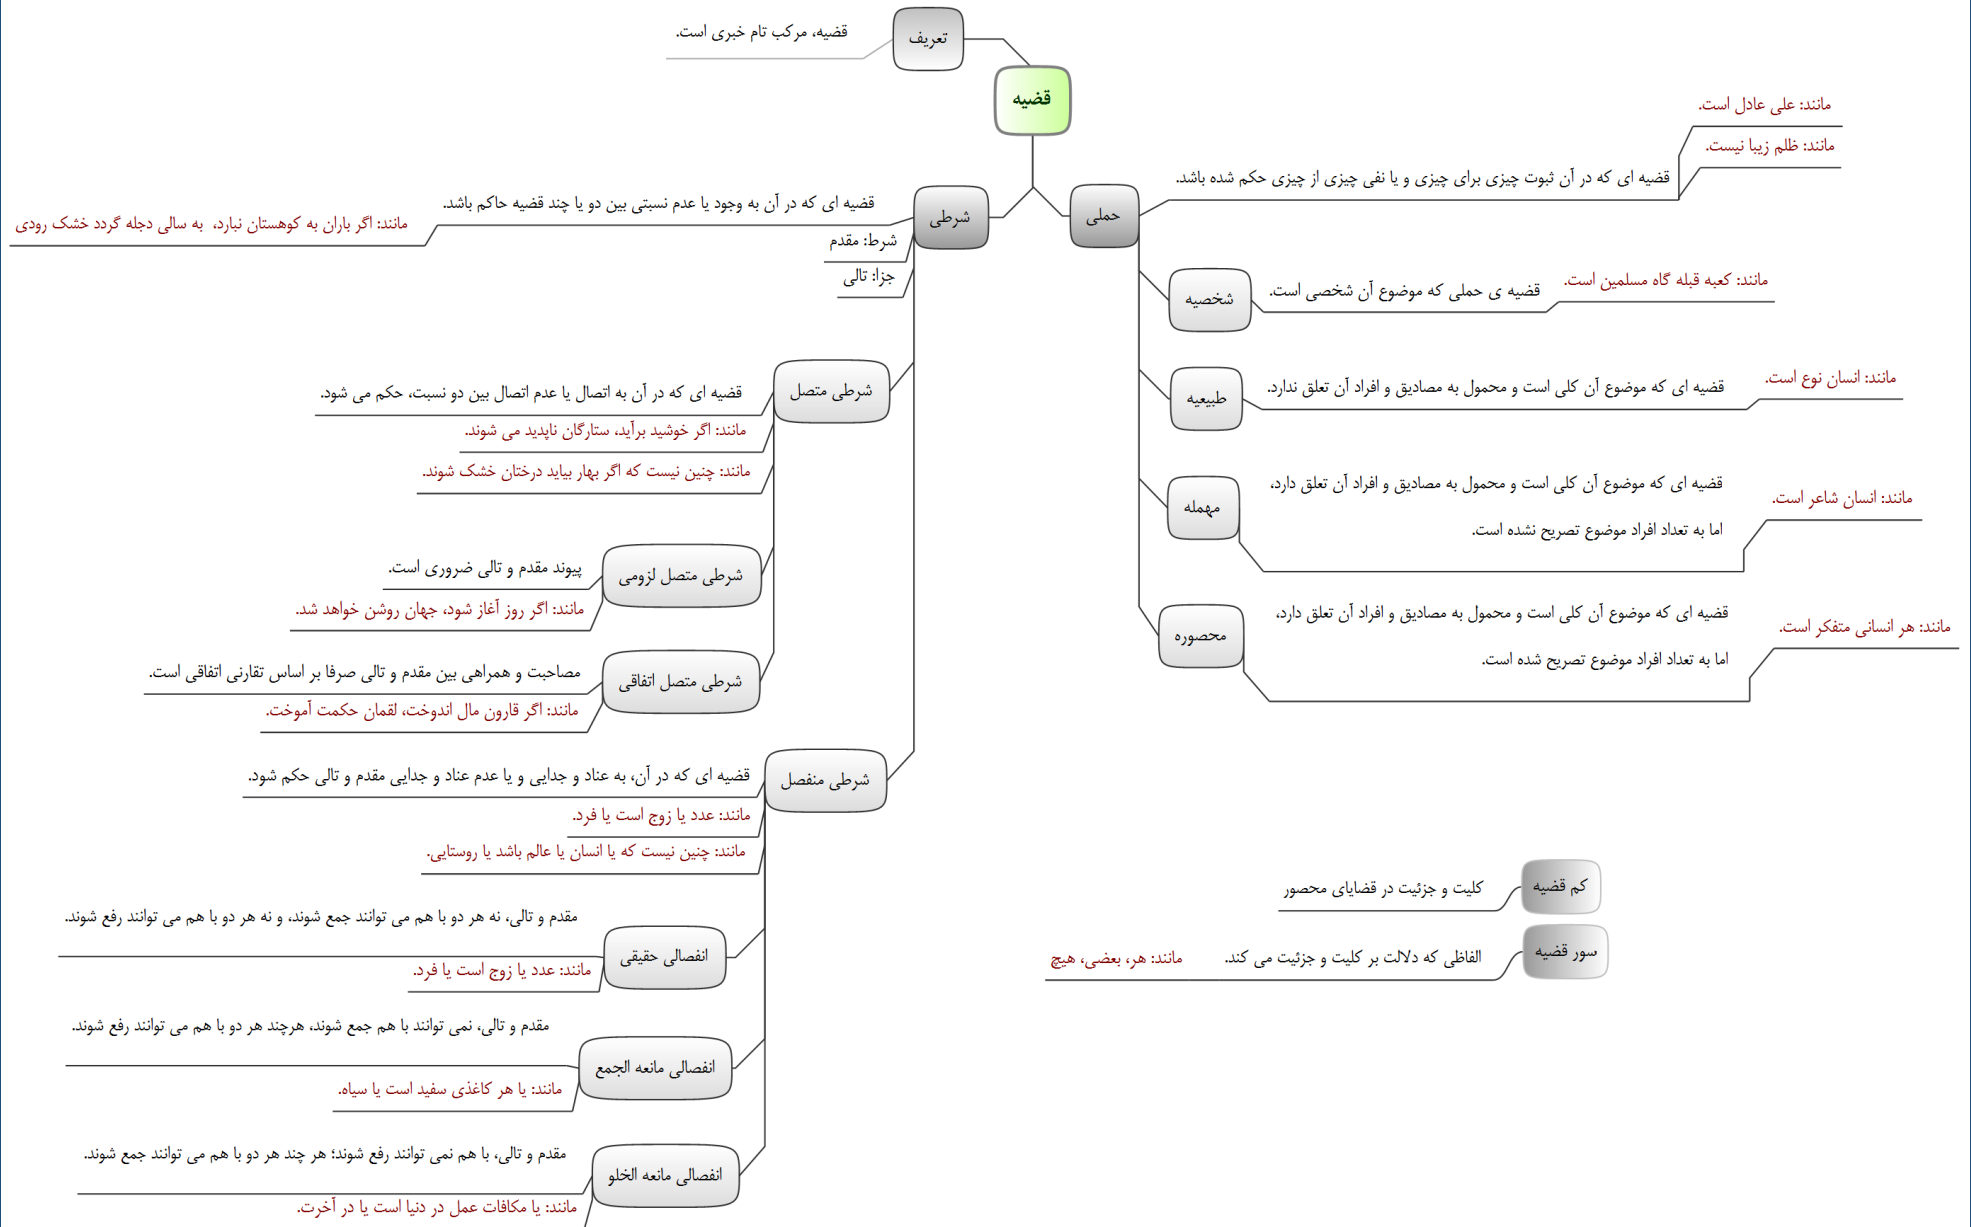 تعریف
قضیه، مرکب تام خبری است.
قضیه
حملی
قضیه ای که در آن ثبوت چیزی برای چیزی و یا نفی چیزی از چیزی حکم شده باشد.
مانند: علی عادل است.
مانند: ظلم زیبا نیست.
شخصیه
قضیه ی حملی که موضوع آن شخصی است.
مانند: کعبه قبله گاه مسلمین است.
طبیعیه
قضیه ای که موضوع آن کلی است و محمول به مصادیق و افراد آن تعلق ندارد.
مانند: انسان نوع است.
مهمله
قضیه ای که موضوع آن کلی است و محمول به مصادیق و افراد آن تعلق دارد،
اما به تعداد افراد موضوع تصریح نشده است.
مانند: انسان شاعر است.
محصوره
قضیه ای که موضوع آن کلی است و محمول به مصادیق و افراد آن تعلق دارد،
اما به تعداد افراد موضوع تصریح شده است.
مانند: هر انسانی متفکر است.
کم قضیه
کلیت و جزئیت در قضایای محصور
سور قضیه
الفاظی که دلالت بر کلیت و جزئیت می کند.
مانند: هر، بعضی، هیچ
شرطی
قضیه ای که در آن به وجود یا عدم نسبتی بین دو یا چند قضیه حاکم باشد.
مانند: اگر باران به کوهستان نبارد، به سالی دجله گردد خشک رودی
شرط: مقدم
جزا: تالی
شرطی متصل
قضیه ای که در آن به اتصال یا عدم اتصال بین دو نسبت، حکم می شود.
مانند: اگر خوشید برآید، ستارگان ناپدید می شوند.
مانند: چنین نیست که اگر بهار بیاید درختان خشک شوند.
شرطی متصل لزومی
پیوند مقدم و تالی ضروری است.
مانند: اگر روز آغاز شود، جهان روشن خواهد شد.
شرطی متصل اتفاقی
مصاحبت و همراهی بین مقدم و تالی صرفا بر اساس تقارنی اتفاقی است.
مانند: اگر قارون مال اندوخت، لقمان حکمت آموخت.
شرطی منفصل
قضیه ای که در آن، به عناد و جدایی و یا عدم عناد و جدایی مقدم و تالی حکم شود.
مانند: عدد یا زوج است یا فرد.
مانند: چنین نیست که یا انسان یا عالم باشد یا روستایی.
انفصالی حقیقی
مقدم و تالی، نه هر دو با هم می توانند جمع شوند، و نه هر دو با هم می توانند رفع شوند.
مانند: عدد یا زوج است یا فرد.
انفصالی مانعه الجمع
مقدم و تالی، نمی توانند با هم جمع شوند، هرچند هر دو با هم می توانند رفع شوند.
مانند: یا هر کاغذی سفید است یا سیاه.
انفصالی مانعه الخلو
مقدم و تالی، با هم نمی توانند رفع شوند؛ هر چند هر دو با هم می توانند جمع شوند.
مانند: یا مکافات عمل در دنیا است یا در آخرت.